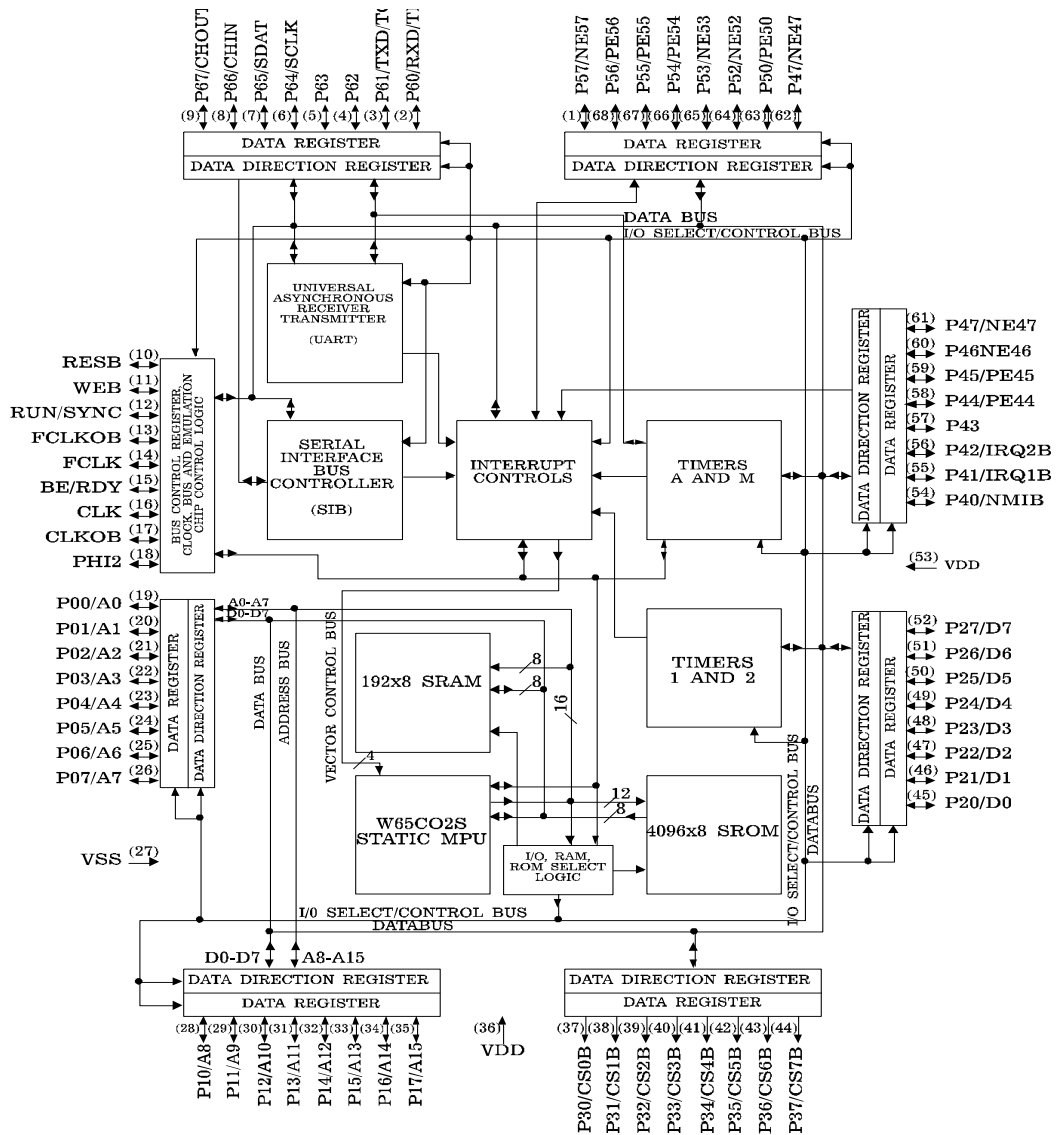 P67/CHOUT
P66/CHIN
P65/SDAT
P64/SCLK
P63
P62
P61/TXD/TC
P60/RXD/T
P57/NE57
P56/PE56
P55/PE55
P54/PE54
P53/NE53
P52/NE52
P50/PE50
P47/NE47
(9) (8) (7) (6) (5) (4) (3) (2)
(1) (68) (67) (66) (65) (64) (63) (62)
DATA REGISTER
DATA DIRECTION REGISTER
DATA REGISTER
DATA DIRECTION REGISTER
DATA BUS
I/O SELECT/CONTROL BUS
UNIVERSAL
ASYNCHRONOUS
RECEIVER
TRANSMITTER
(UART)
RESB (10)
WEB (11)
RUN/SYNC (12)
FCLKOB (13)
FCLK (14)
BE/RDY (15)
CLK (16)
CLKOB (17)
PHI2 (18)
BUS CONTROL REGISTER,
CLOCK, BUS AND EMULATION
CHIP CONTROL LOGIC
SERIAL
INTERFACE
BUS
CONTROLLER
(SIB)
INTERRUPT
CONTROLS
TIMERS
A AND M
DATA DIRECTION REGISTER
DATA REGISTER
(61) P47/NE47
(60) P46NE46
(59) P45/PE45
(58) P44/PE44
(57) P43
(56) P42/IRQ2B
(55) P41/IRQ1B
(54) P40/NMIB
(53) VDD
P00/A0 (19)
P01/A1 (20)
P02/A2 (21)
P03/A3 (22)
P04/A4 (23)
P05/A5 (24)
P06/A6 (25)
P07/A7 (26)
VSS (27)
DATA REGISTER
DATA DIRECTION REGISTER
A0-A7
D0-D7
DATA BUS
ADDRESS BUS
VECTOR CONTROL BUS
192x8 SRAM
8
8
16
4
TIMERS
1 AND 2
W65CO2S
STATIC MPU
12
8
4096x8 SROM
I/O, RAM,
ROM SELECT
LOGIC
I/O SELECT/CONTROL BUS
DATABUS
DATA DIRECTION REGISTER
DATA REGISTER
(52) P27/D7
(51) P26/D6
(50) P25/D5
(49) P24/D4
(48) P23/D3
(47) P22/D2
(46) P21/D1
(45) P20/D0
I/0 SELECT/CONTROL BUS
DATABUS
D0-D7
A8-A15
DATA DIRECTION REGISTER
DATA REGISTER
DATA DIRECTION REGISTER
DATA REGISTER
(28) (29) (30) (31) (32) (33) (34) (35)
(36)
VDD
(37) (38) (39) (40) (41) (42) (43) (44)
P10/A8
P11/A9
P12/A10
P13/A11
P14/A12
P15/A13
P16/A14
P17/A15
P30/CS0B
P31/CS1B
P32/CS2B
P33/CS3B
P34/CS4B
P35/CS5B
P36/CS6B
P37/CS7B